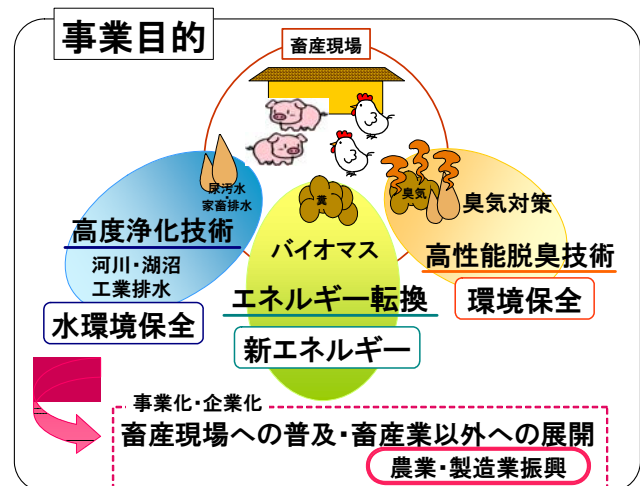 事業目的
畜産現場
尿汚水
・
家畜排水
高度浄化技術
河川・湖沼
工業排水
水環境保全
糞
バイオマス
エネルギー転換
新エネルギー
臭気
臭気対策
高性能脱臭技術
環境保全
事業化・企業化
畜産現場への普及・畜産業以外への展開
農業・製造業振興